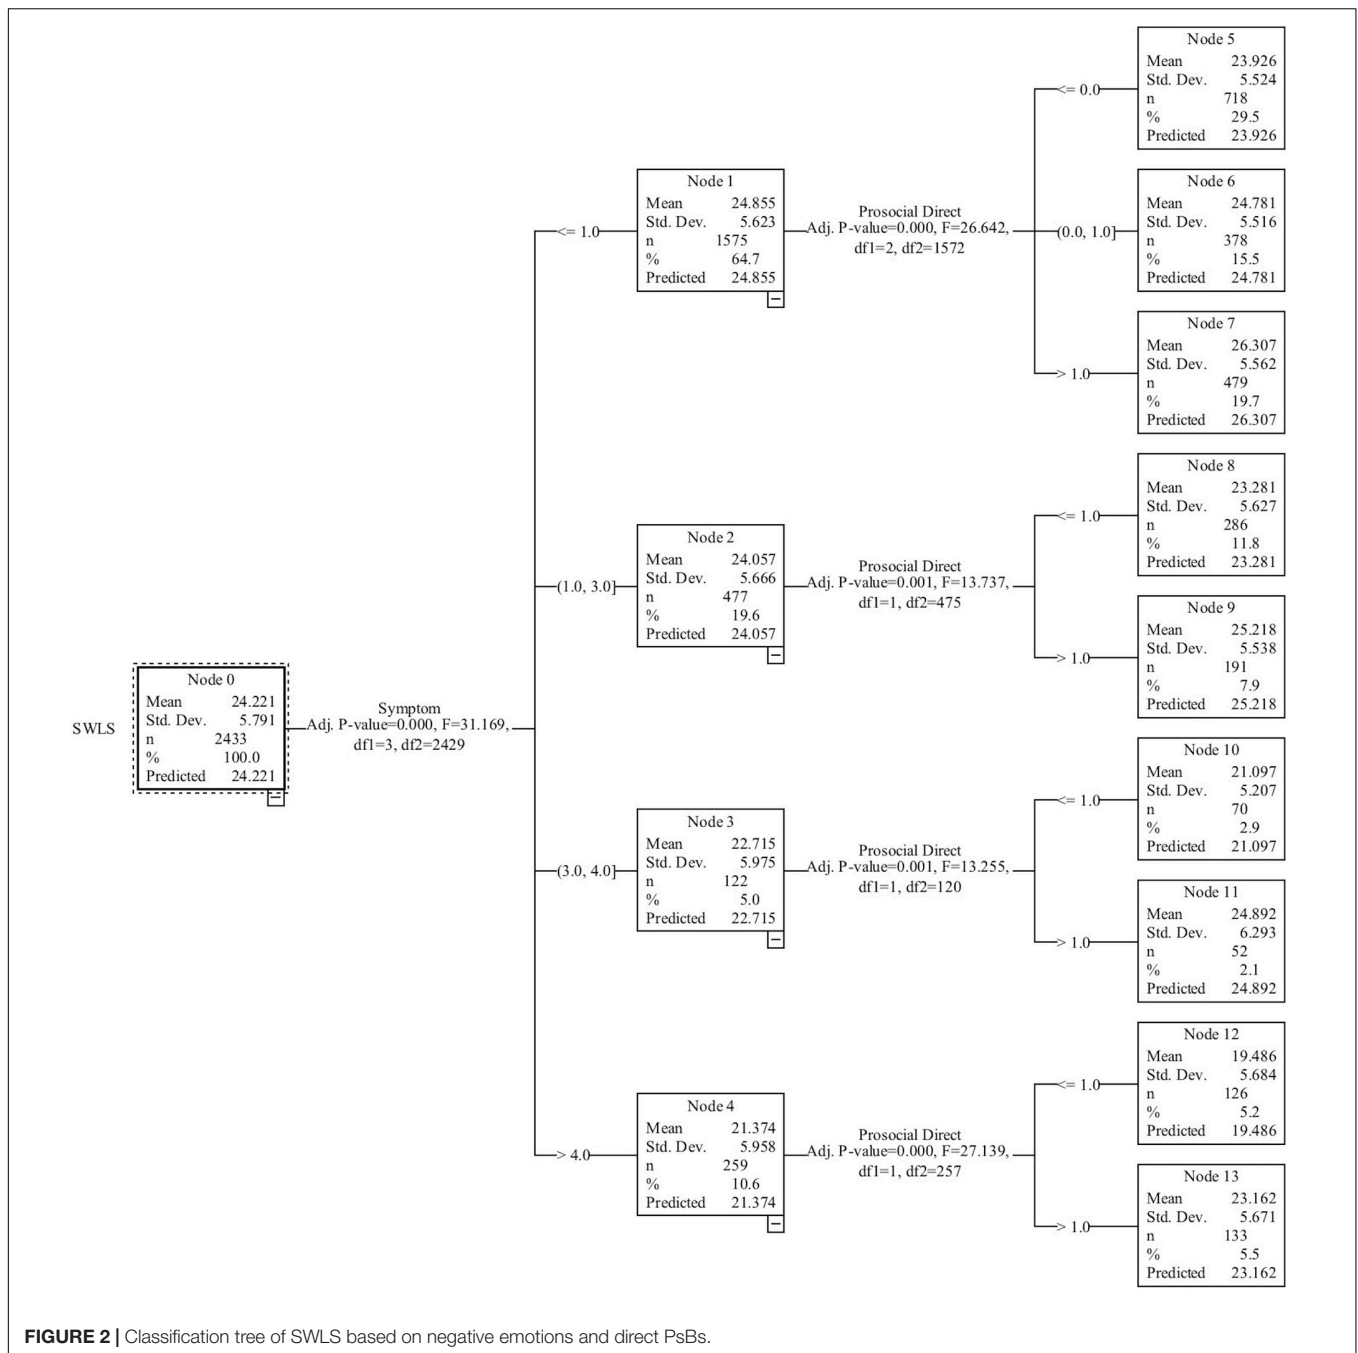 SWLS
Node 0
Mean 24.221
Std. Dev. 5.791
n 2433
% 100.0
Predicted 24.221
Symptom
Adj. P-value=0.000, F=31.169,
df1=3, df2=2429
<= 1.0
Node 1
Mean 24.855
Std. Dev. 5.623
n 1575
% 64.7
Predicted 24.855
Prosocial Direct
Adj. P-value=0.000, F=26.642,
df1=2, df2=1572
<= 0.0
Node 5
Mean 23.926
Std. Dev. 5.524
n 718
% 29.5
Predicted 23.926
(0.0, 1.0]
Node 6
Mean 24.781
Std. Dev. 5.516
n 378
% 15.5
Predicted 24.781
> 1.0
Node 7
Mean 26.307
Std. Dev. 5.562
n 479
% 19.7
Predicted 26.307
(1.0, 3.0]
Node 2
Mean 24.057
Std. Dev. 5.666
n 477
% 19.6
Predicted 24.057
Prosocial Direct
Adj. P-value=0.001, F=13.737,
df1=1, df2=475
<= 1.0
Node 8
Mean 23.281
Std. Dev. 5.627
n 286
% 11.8
Predicted 23.281
> 1.0
Node 9
Mean 25.218
Std. Dev. 5.538
n 191
% 7.9
Predicted 25.218
(3.0, 4.0]
Node 3
Mean 22.715
Std. Dev. 5.975
n 122
% 5.0
Predicted 22.715
Prosocial Direct
Adj. P-value=0.001, F=13.255,
df1=1, df2=120
<= 1.0
Node 10
Mean 21.097
Std. Dev. 5.207
n 70
% 2.9
Predicted 21.097
> 1.0
Node 11
Mean 24.892
Std. Dev. 6.293
n 52
% 2.1
Predicted 24.892
> 4.0
Node 4
Mean 21.374
Std. Dev. 5.958
n 259
% 10.6
Predicted 21.374
Prosocial Direct
Adj. P-value=0.000, F=27.139,
df1=1, df2=257
<= 1.0
Node 12
Mean 19.486
Std. Dev. 5.684
n 126
% 5.2
Predicted 19.486
> 1.0
Node 13
Mean 23.162
Std. Dev. 5.671
n 133
% 5.5
Predicted 23.162
FIGURE 2 | Classification tree of SWLS based on negative emotions and direct PsBs.